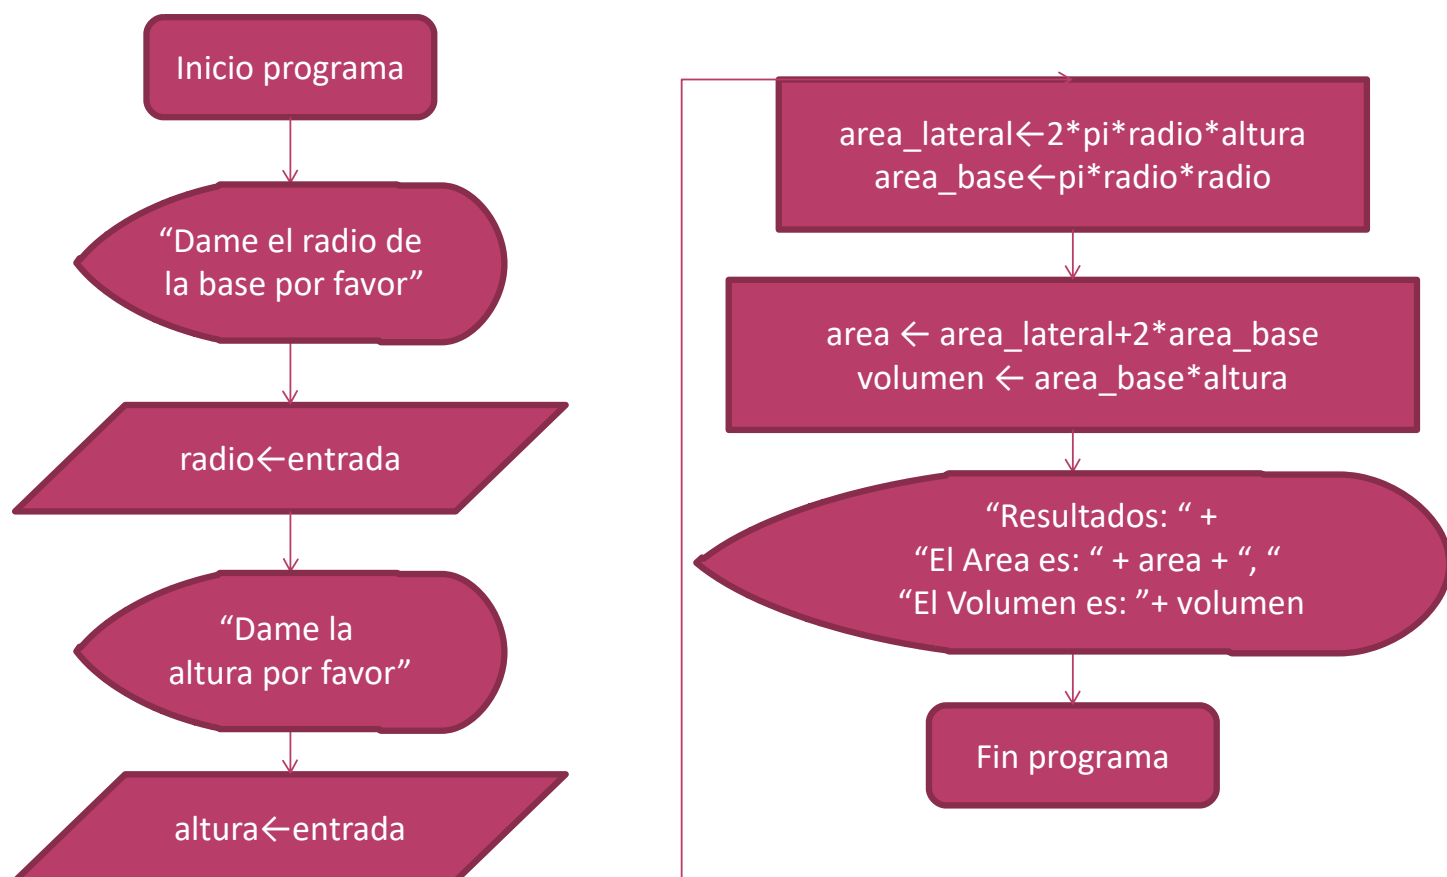 Inicio programa
“Dame el radio de
la base por favor”
radio←entrada
“Dame la
altura por favor”
altura←entrada
area_lateral←2*pi*radio*altura
area_base←pi*radio*radio
area ← area_lateral+2*area_base
volumen ← area_base*altura
“Resultados: “ +
“El Area es: “ + area + “, “
“El Volumen es: ”+ volumen
Fin programa